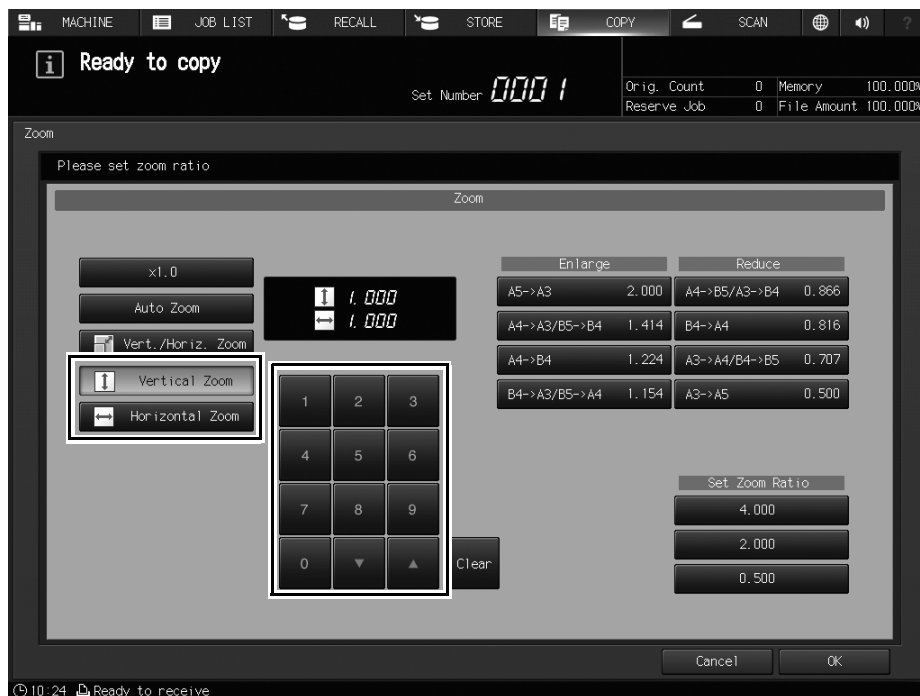 MACHINE JOB LIST RECALL STORE COPY SCAN ?
i Ready to copy
Set Number 0001
Orig. Count 0 Memory 100.000%
Reserve Job 0 File Amount 100.000%
Zoom
Please set zoom ratio
Zoom
Enlarge Reduce
×1.0
Auto Zoom
Vert./Horiz. Zoom
Vertical Zoom
Horizontal Zoom
1.000
1.000
A5->A3 2.000 A4->B5/A3->B4 0.866
A4->A3/B5->B4 1.414 B4->A4 0.816
A4->B4 1.224 A3->A4/B4->B5 0.707
B4->A3/B5->A4 1.154 A3->A5 0.500
1 2 3
4 5 6
7 8 9
0 ▼ ▲ Clear
Set Zoom Ratio
4.000
2.000
0.500
Cancel OK
10:24 Ready to receive